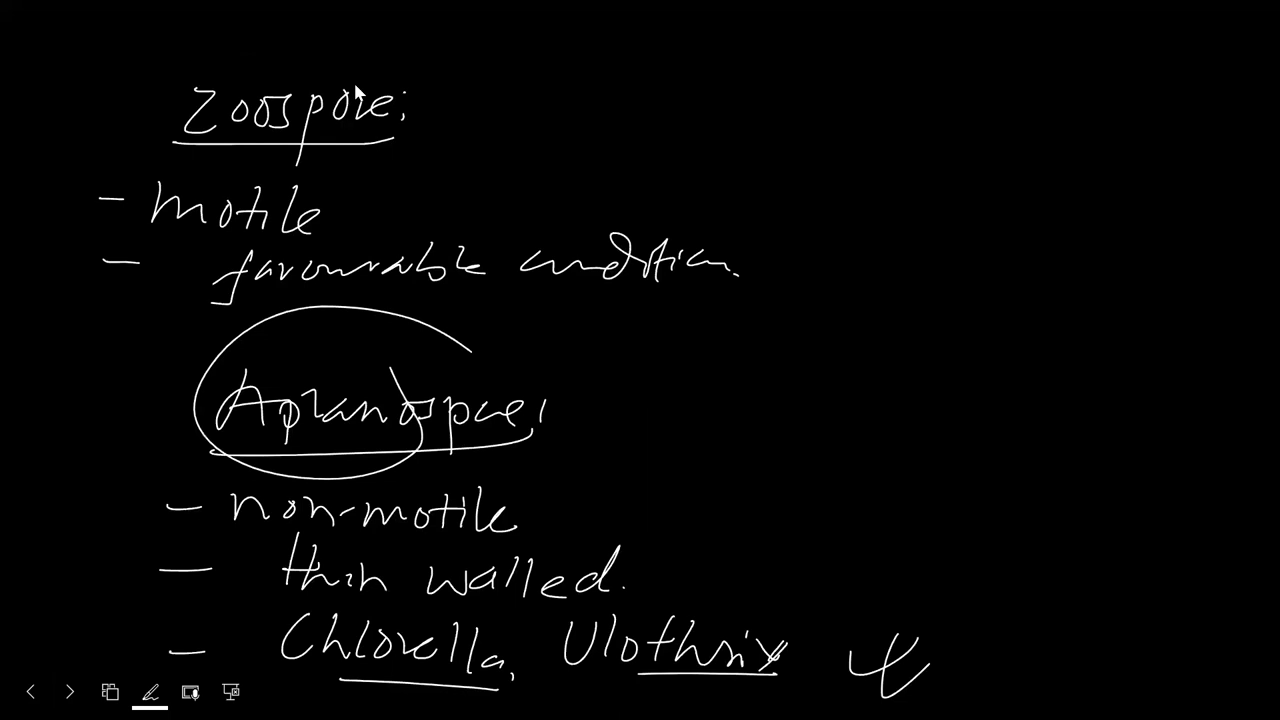 Zoospore:
- motile
- favourable condition.
Aplanospore,
- non-motile
- thin walled.
- Chlorella, Ulothrix